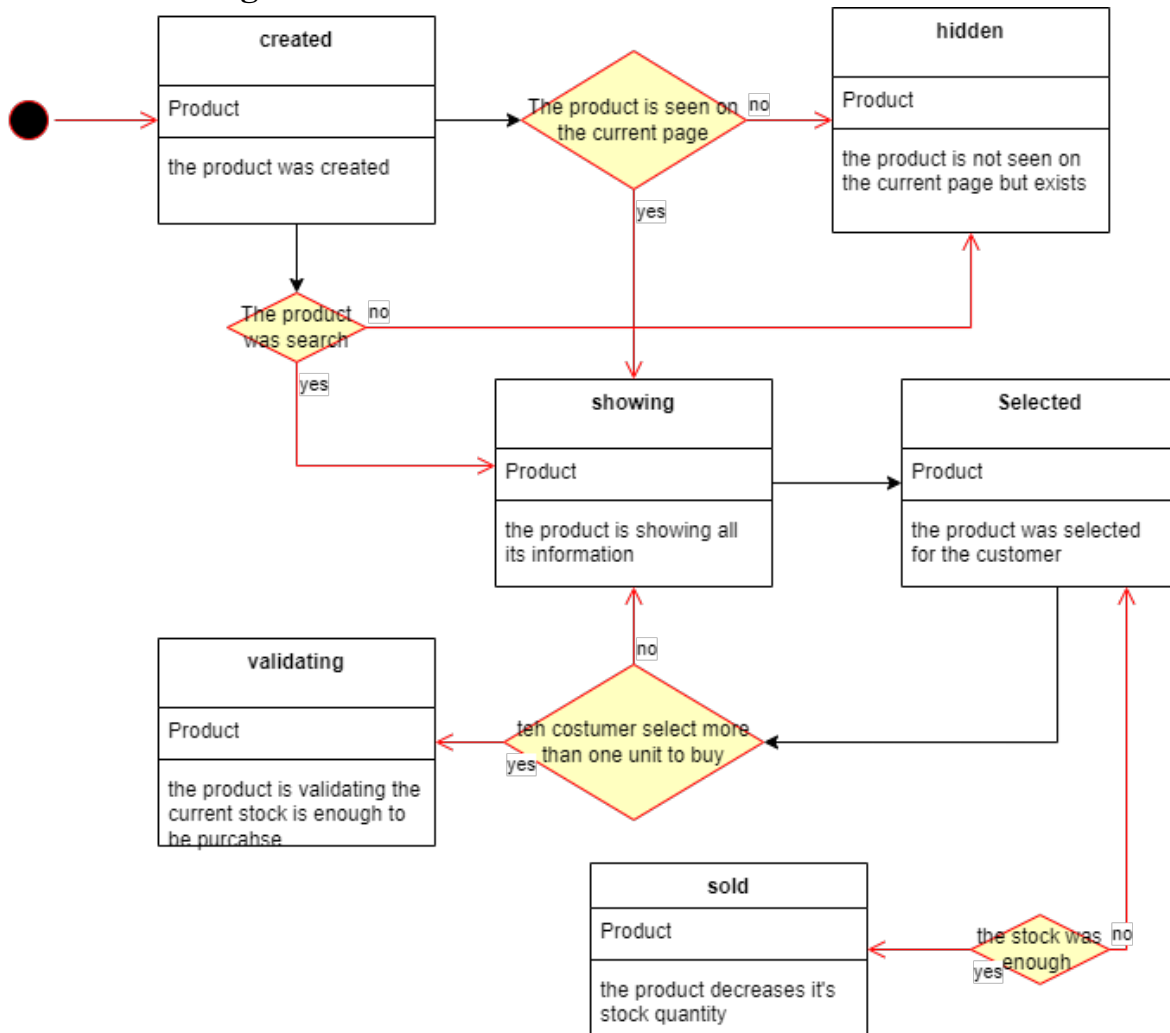 created
Product
the product was created
The product is seen on
the current page
no
yes
hidden
Product
the product is not seen on
the current page but exists
The product
was search
no
yes
showing
Product
the product is showing all
its information
Selected
Product
the product was selected
for the customer
validating
Product
the product is validating the
current stock is enough to
be purcahse
no
ten costumer select more
than one unit to buy
yes
sold
Product
the product decreases it's
stock quantity
the stock was
enough
no
yes